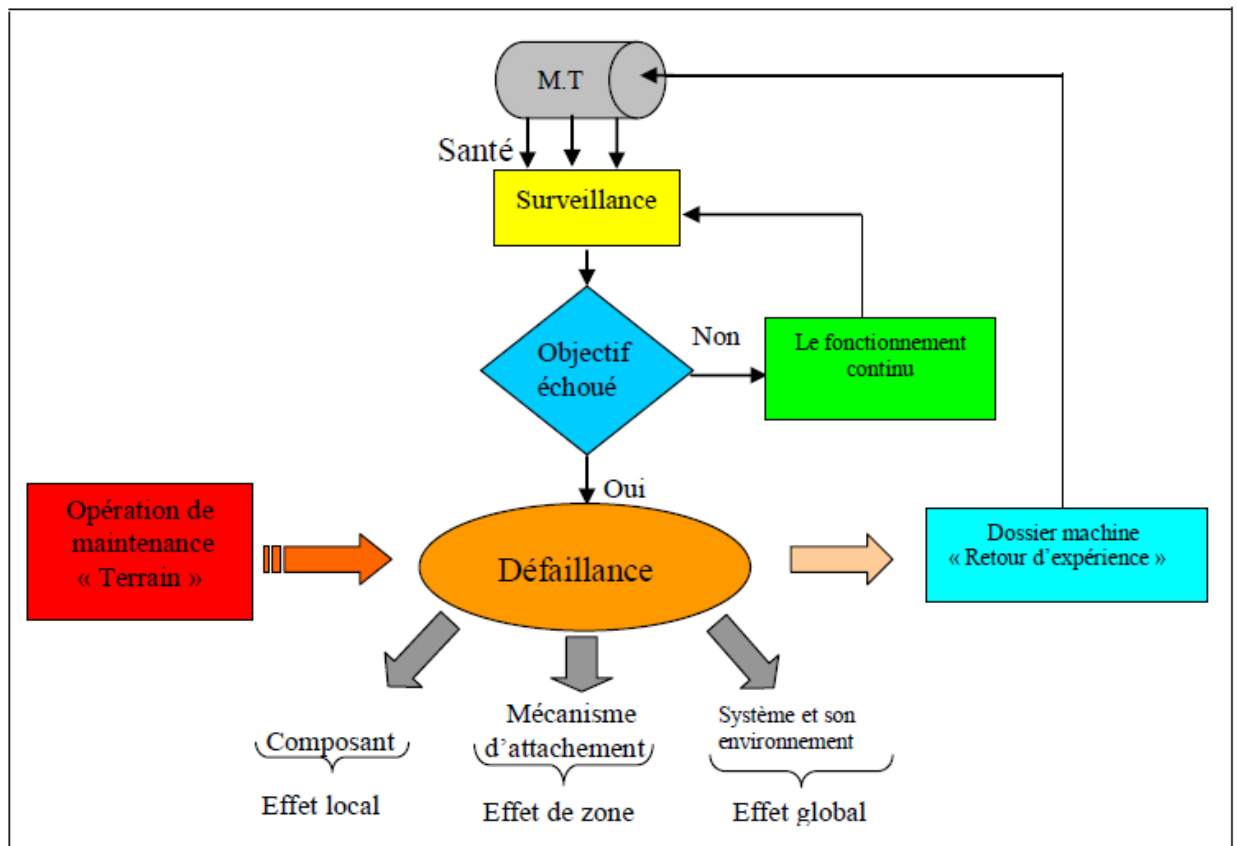 M.T
Santé
Surveillance
Objectif
échoué
Non
Le fonctionnement
continu
Oui
Opération de
maintenance
« Terrain »
Défaillance
Dossier machine
« Retour d'expérience »
Composant
Effet local
Mécanisme
d'attachement
Effet de zone
Système et son
environnement
Effet global